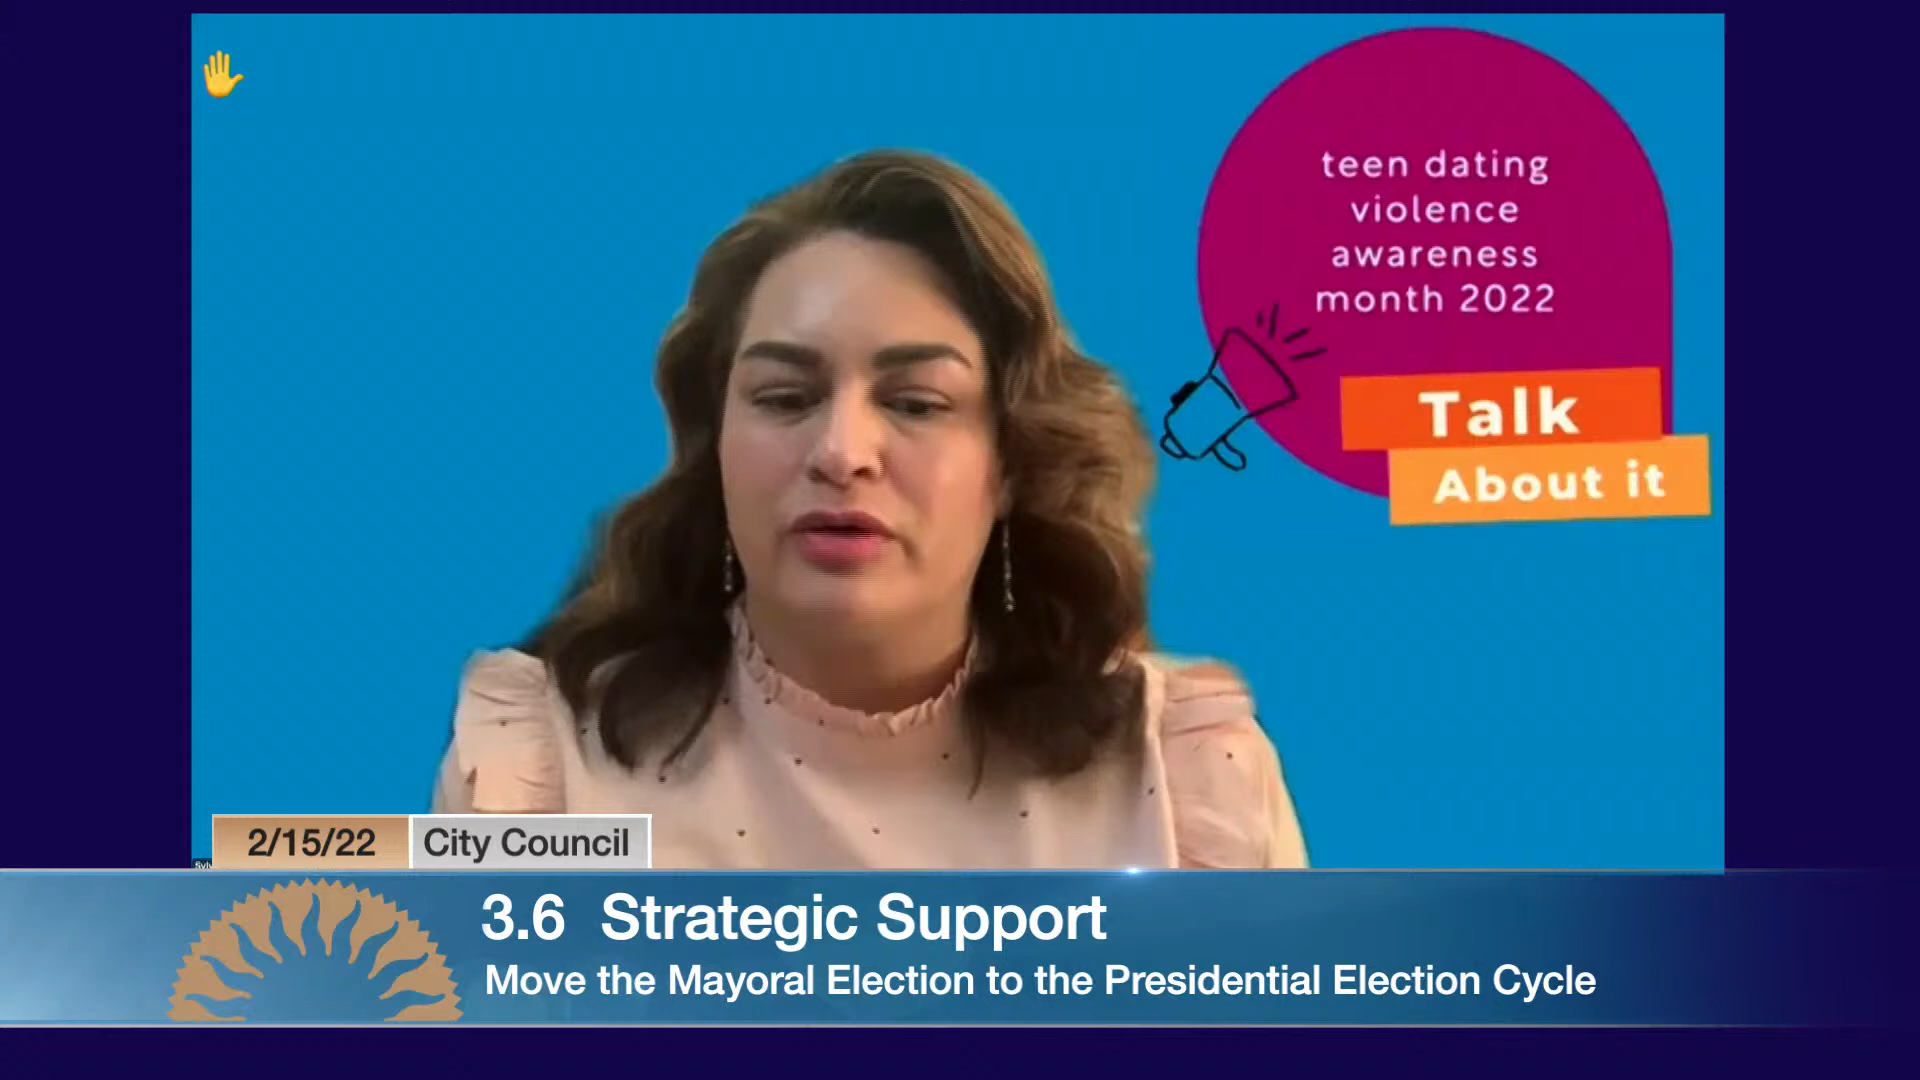 teen dating
violence
awareness
month 2022
Talk
About it
2/15/22 City Council
3.6 Strategic Support
Move the Mayoral Election to the Presidential Election Cycle